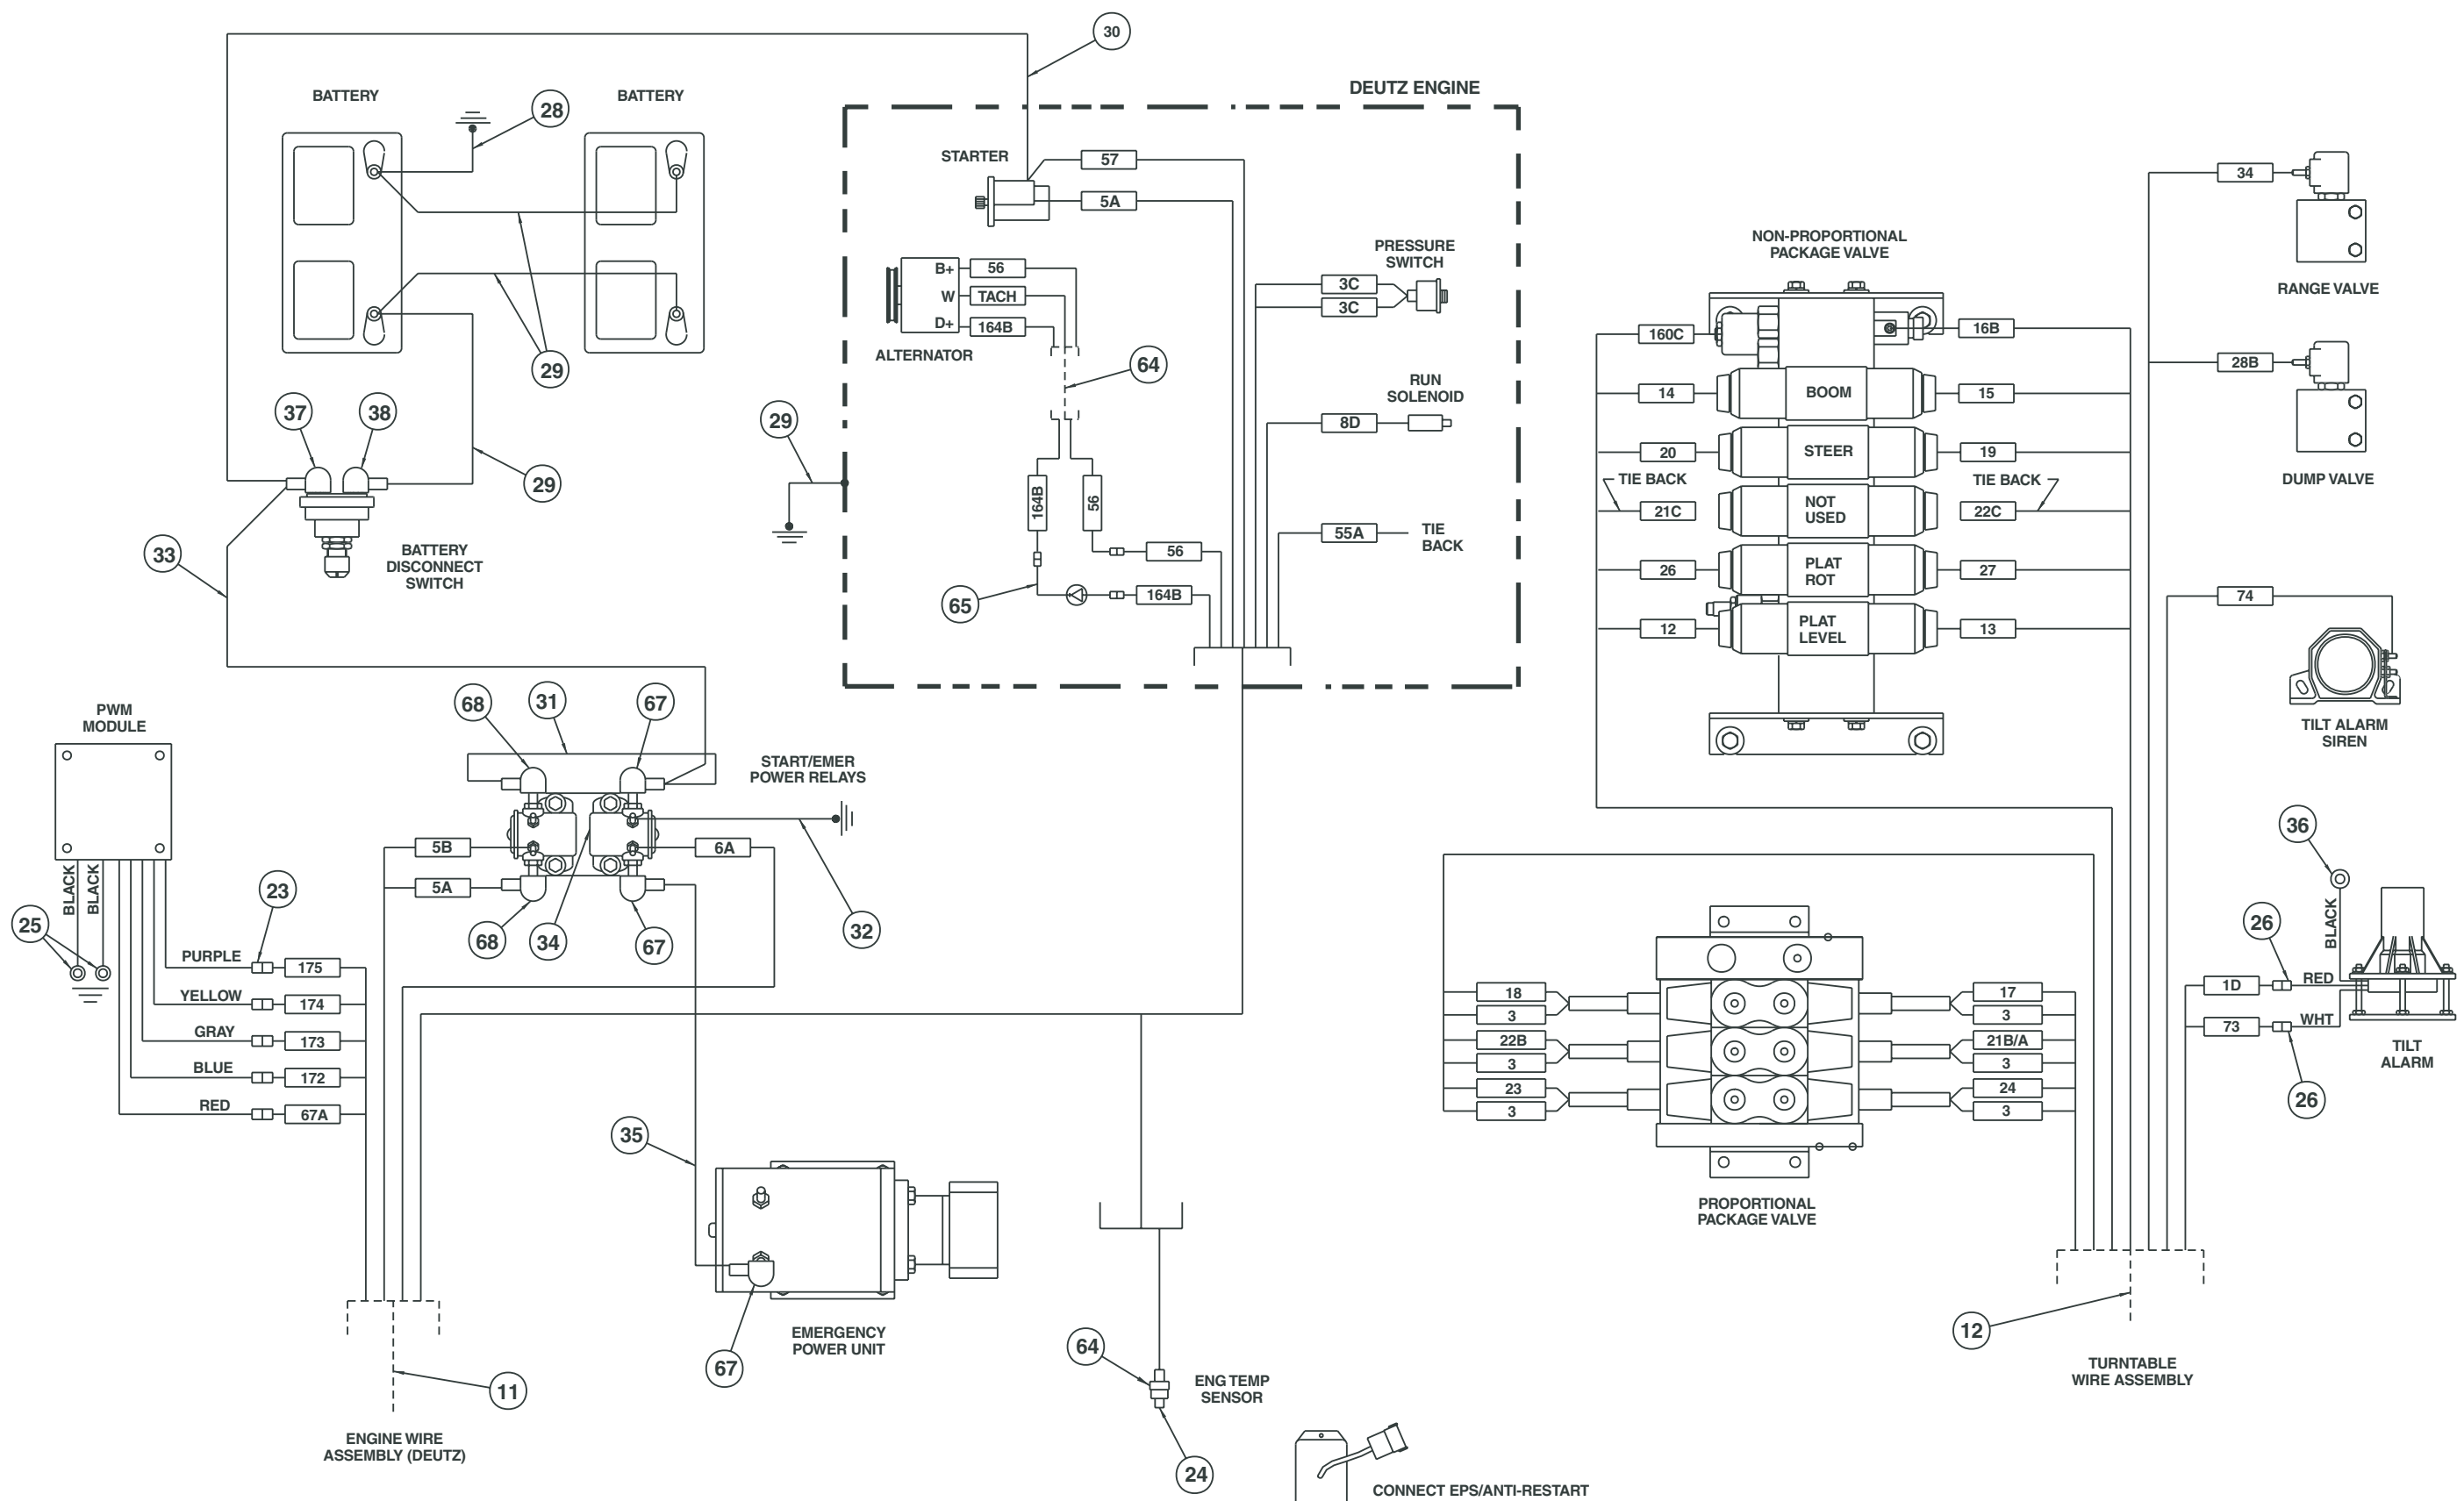 30
DEUTZ ENGINE
BATTERY
BATTERY
28
STARTER
57
5A
34
RANGE VALVE
PRESSURE
SWITCH
3C
3C
B+
56
W
TACH
D+
164B
ALTERNATOR
64
29
NON-PROPORTIONAL
PACKAGE VALVE
160C
16B
28B
DUMP VALVE
14
BOOM
15
20
STEER
19
TIE BACK
TIE BACK
21C
NOT
USED
22C
26
PLAT
ROT
27
12
PLAT
LEVEL
13
RUN
SOLENOID
8D
37
38
29
29
164B
56
56
55A
TIE
BACK
65
164B
33
BATTERY
DISCONNECT
SWITCH
74
TILT ALARM
SIREN
PWM
MODULE
68
31
67
START/EMER
POWER RELAYS
5B
6A
5A
68
34
67
32
BLACK
BLACK
25
23
PURPLE
175
YELLOW
174
GRAY
173
BLUE
172
RED
67A
36
26
BLACK
1D
RED
73
WHT
26
TILT
ALARM
18
17
3
3
22B
21B/A
3
3
23
24
3
3
PROPORTIONAL
PACKAGE VALVE
35
EMERGENCY
POWER UNIT
67
11
ENGINE WIRE
ASSEMBLY (DEUTZ)
64
ENG TEMP
SENSOR
24
12
TURNTABLE
WIRE ASSEMBLY
CONNECT EPS/ANTI-RESTART